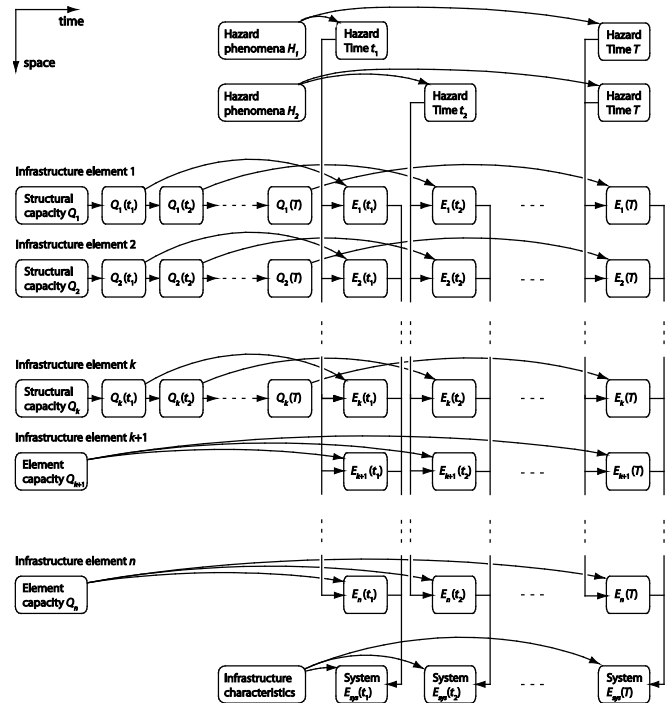 time
space
Hazard
phenomena H1
Hazard
Time t1
Hazard
Time T
Hazard
phenomena H2
Hazard
Time t2
Hazard
Time T
Infrastructure element 1
Structural
capacity Q1
Q1(t1)
Q1(t2)
Q1(T)
E1(t1)
E1(t2)
E1(T)
Infrastructure element 2
Structural
capacity Q2
Q2(t1)
Q2(t2)
Q2(T)
E2(t1)
E2(t2)
E2(T)
Infrastructure element k
Structural
capacity Qk
Qk(t1)
Qk(t2)
Qk(T)
Ek(t1)
Ek(t2)
Ek(T)
Infrastructure element k+1
Element
capacity Qk+1
Ek+1(t1)
Ek+1(t2)
Ek+1(T)
Infrastructure element n
Element
capacity Qn
En(t1)
En(t2)
En(T)
Infrastructure
characteristics
System
Esys(t1)
System
Esys(t2)
System
Esys(T)